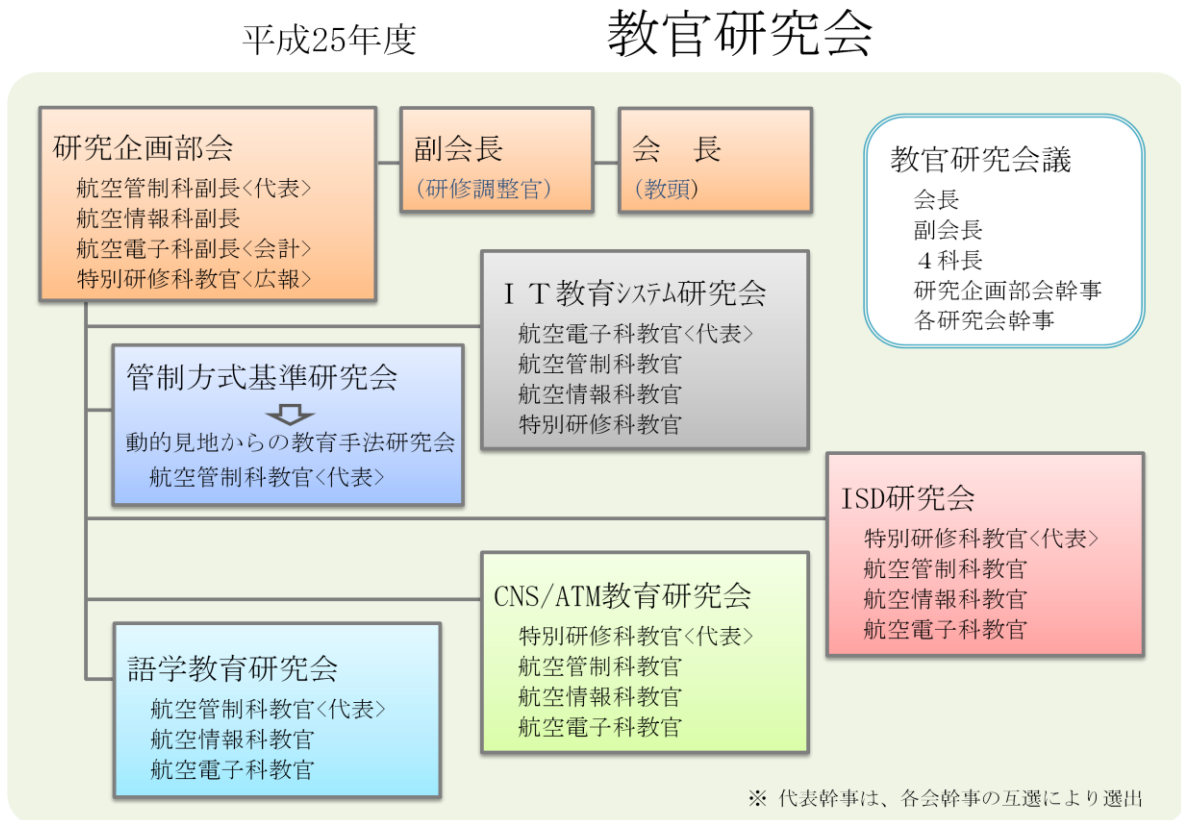 平成25年度
教官研究会
研究企画部会
航空管制科副長<代表>
航空情報科副長
航空電子科副長<会計>
特別研修科教官<広報>
副会長
(研修調整官)
会　長
(教頭)
教官研究会議
会長
副会長
４科長
研究企画部会幹事
各研究会幹事
ＩＴ教育ｼｽﾃﾑ研究会
航空電子科教官<代表>
航空管制科教官
航空情報科教官
特別研修科教官
管制方式基準研究会
動的見地からの教育手法研究会
航空管制科教官<代表>
ISD研究会
特別研修科教官<代表>
航空管制科教官
航空情報科教官
航空電子科教官
CNS/ATM教育研究会
特別研修科教官<代表>
航空管制科教官
航空情報科教官
航空電子科教官
語学教育研究会
航空管制科教官<代表>
航空情報科教官
航空電子科教官
※ 代表幹事は、各会幹事の互選により選出